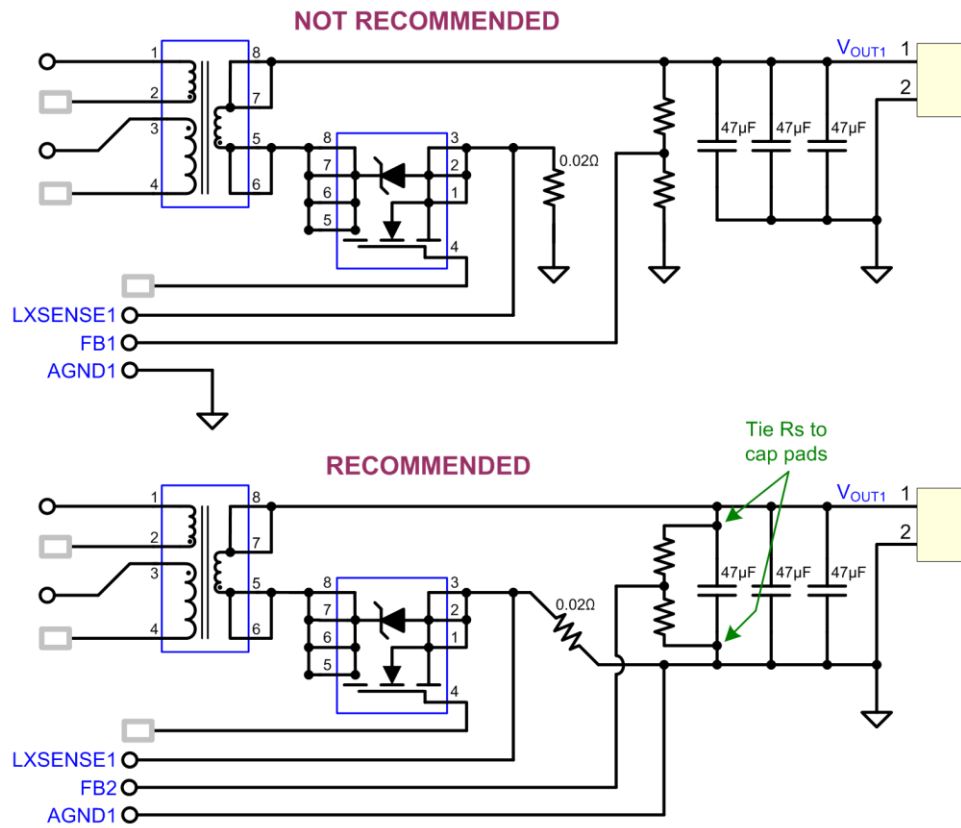 NOT RECOMMENDED
1
8
V_OUT1
1
2
7
2
3
5
8
3
47µF
47µF
47µF
7
2
0.02Ω
4
6
6
1
5
4
LXSENSE1
FB1
AGND1
Tie Rs to
cap pads
RECOMMENDED
1
8
V_OUT1
1
2
7
2
3
5
8
3
47µF
47µF
47µF
7
2
0.02Ω
4
6
6
1
5
4
LXSENSE1
FB2
AGND1